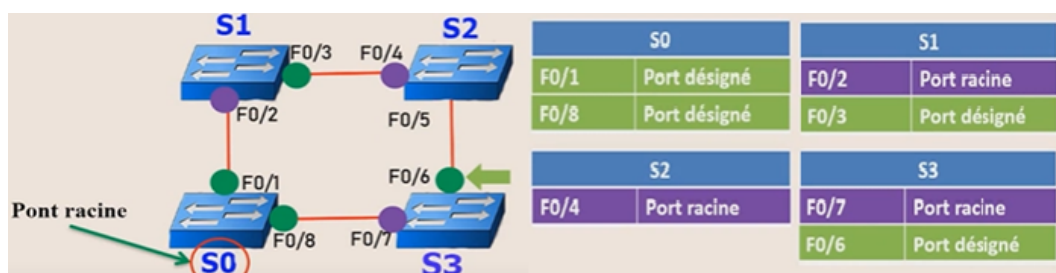 S1
S2
F0/3
F0/4
F0/2
F0/5
F0/1
F0/6
Pont racine
F0/8
F0/7
S0
S3
S0
F0/1 Port désigné
F0/8 Port désigné
S1
F0/2 Port racine
F0/3 Port désigné
S2
F0/4 Port racine
S3
F0/7 Port racine
F0/6 Port désigné